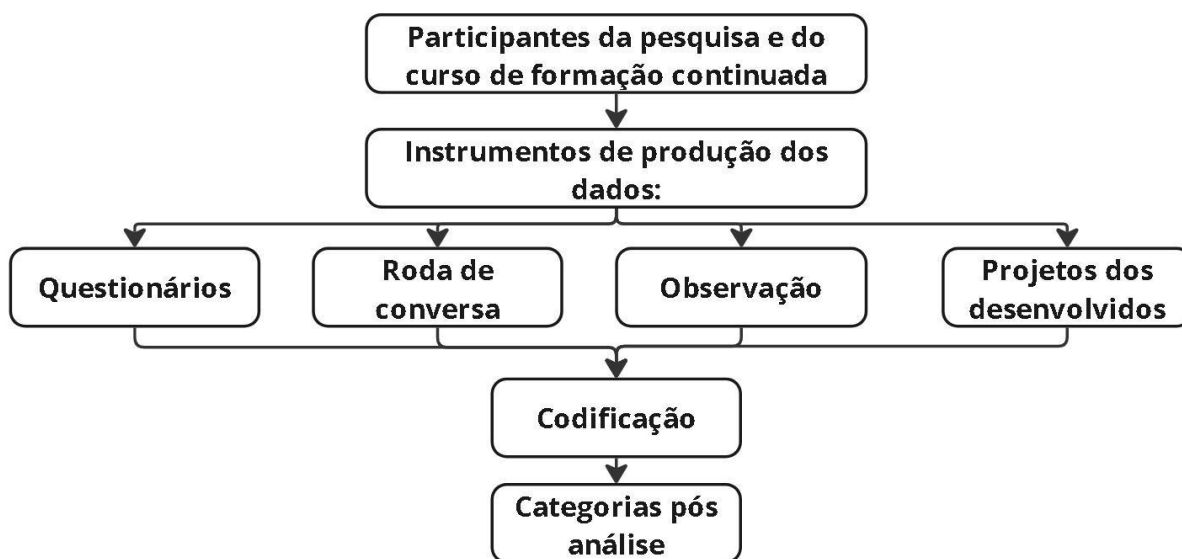 Participantes da pesquisa e do
curso de formação continuada
Instrumentos de produção dos
dados:
Questionários
Roda de
conversa
Observação
Projetos dos
desenvolvidos
Codificação
Categorias pós
análise